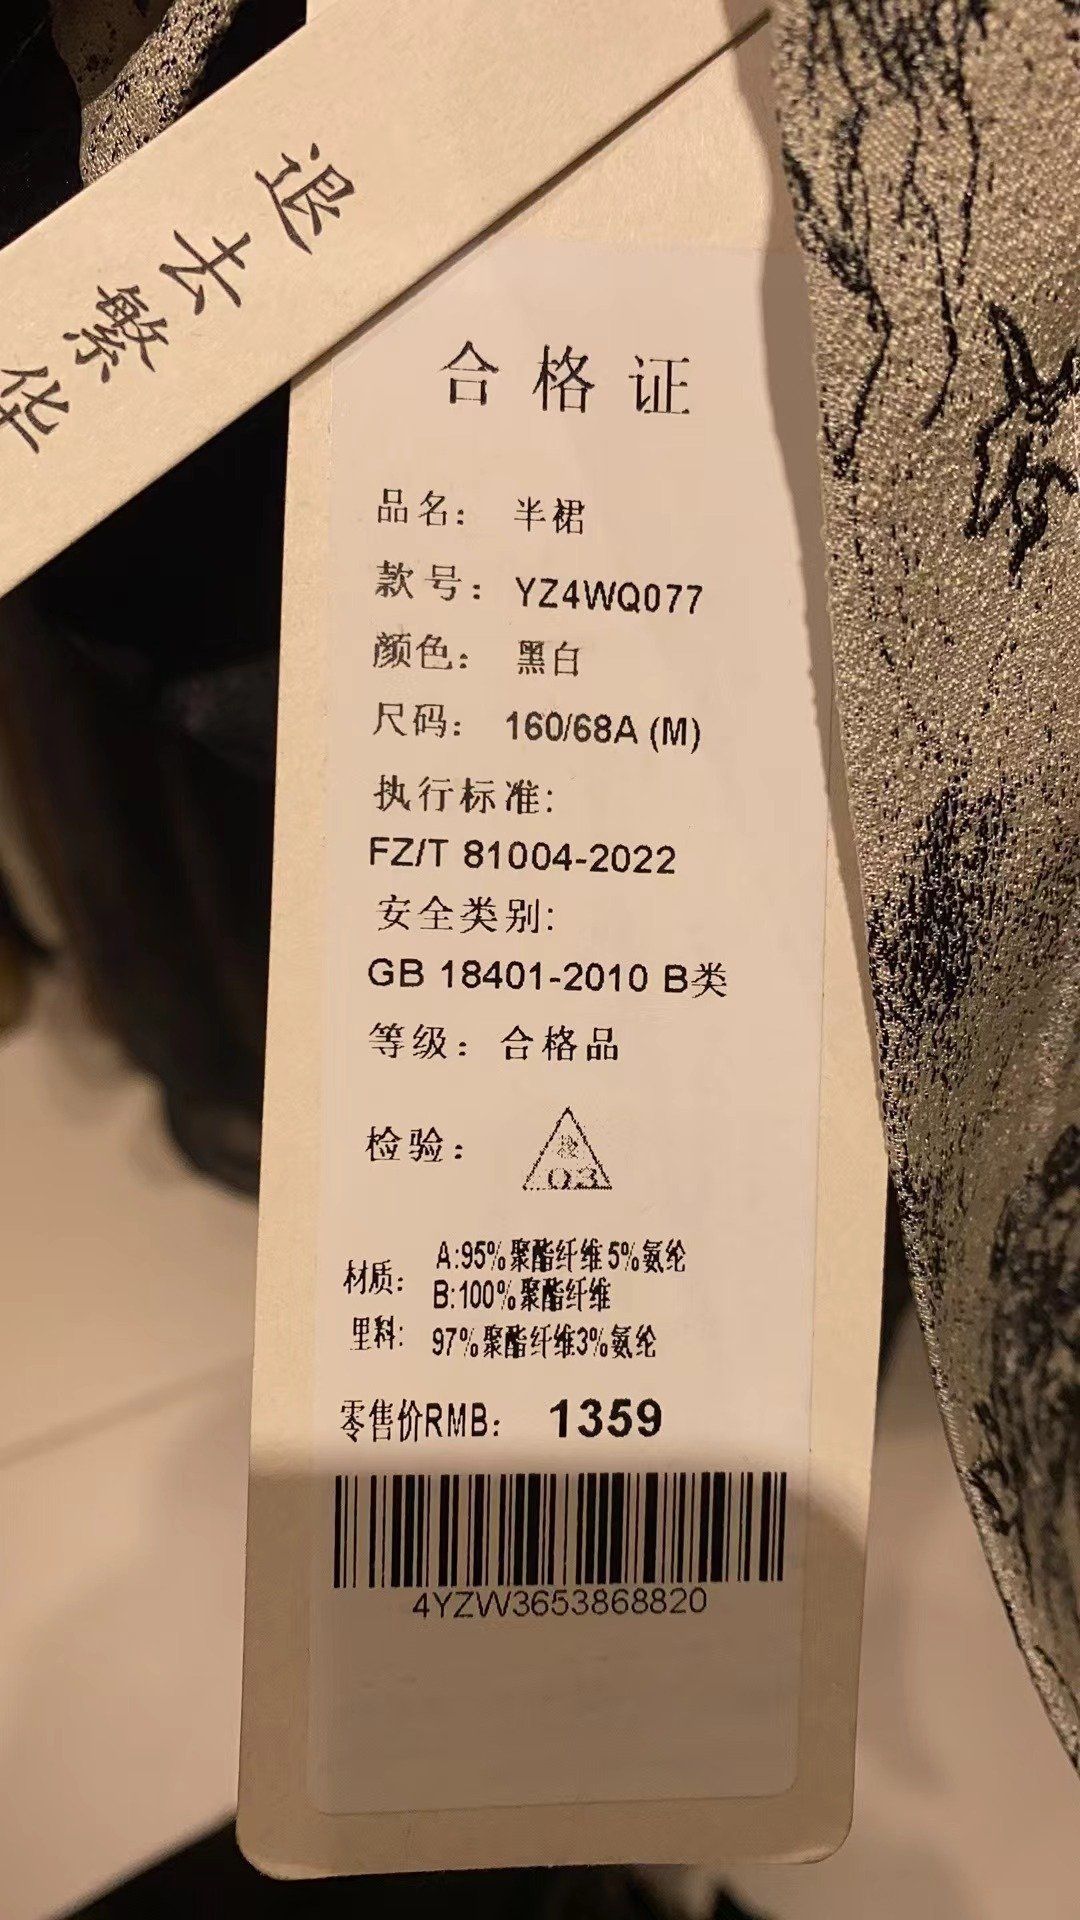 退去繁华
合格证
品名： 半裙
款号： YZ4WQ077
颜色： 黑白
尺码： 160/68A (M)
执行标准:
FZ/T 81004-2022
安全类别:
GB 18401-2010 B类
等级： 合格品
检验：
检
03
材质： A:95%聚酯纤维 5%氨纶
B:100%聚酯纤维
里料: 97%聚酯纤维3%氨纶
零售价RMB： 1359
4YZW3653868820